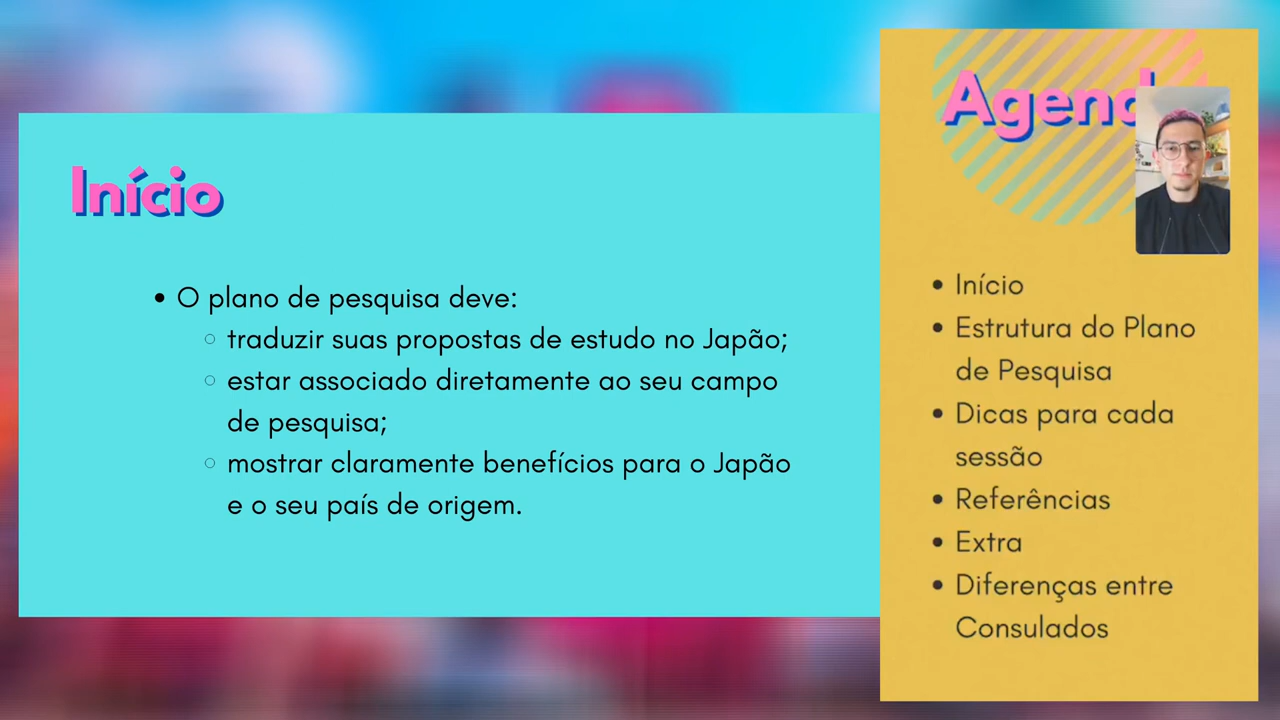 Início
O plano de pesquisa deve:
traduzir suas propostas de estudo no Japão;
estar associado diretamente ao seu campo
de pesquisa;
mostrar claramente benefícios para o Japão
e o seu país de origem.
Início
Estrutura do Plano
de Pesquisa
Dicas para cada
sessão
Referências
Extra
Diferenças entre
Consulados